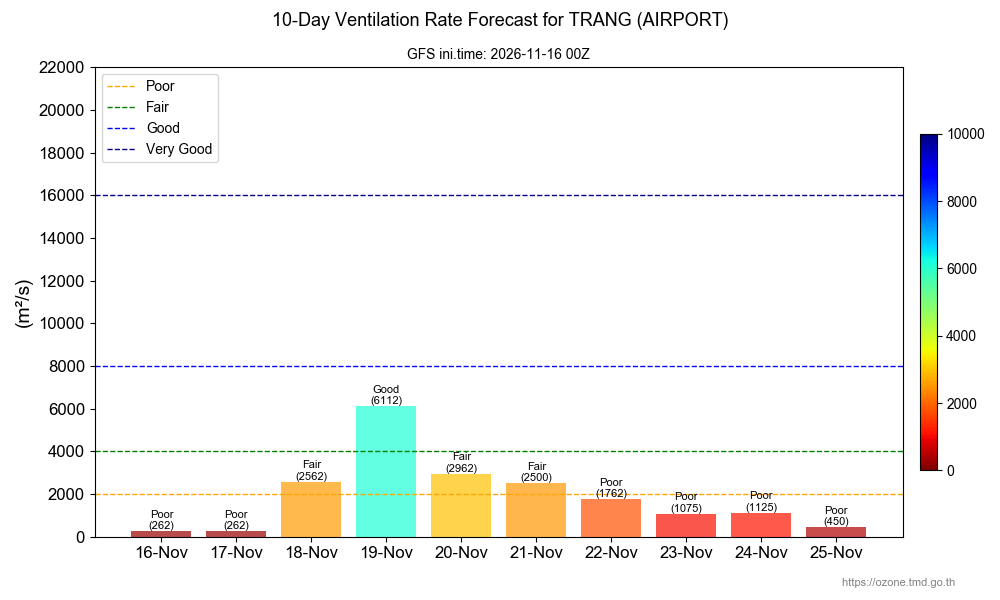 10-Day Ventilation Rate Forecast for TRANG (AIRPORT)
GFS ini.time: 2026-11-16 00Z
22000
20000
18000
16000
14000
12000
10000
8000
6000
4000
2000
0
(m²/s)
Poor
Fair
Good
Very Good
Poor
(262)
Poor
(262)
Fair
(2562)
Good
(6112)
Fair
(2962)
Fair
(2500)
Poor
(1762)
Poor
(1075)
Poor
(1125)
Poor
(450)
16-Nov
17-Nov
18-Nov
19-Nov
20-Nov
21-Nov
22-Nov
23-Nov
24-Nov
25-Nov
10000
8000
6000
4000
2000
0
https://ozone.tmd.go.th